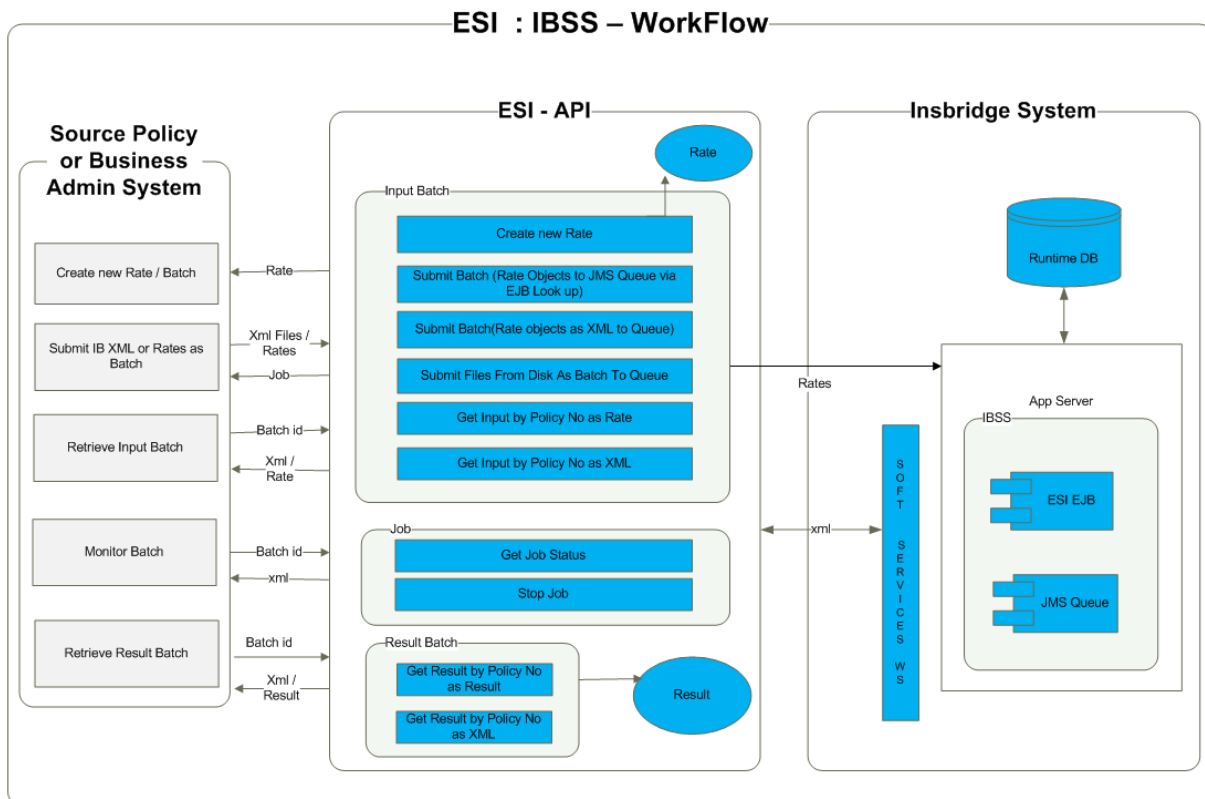 ESI : IBSS – WorkFlow
Source Policy
or Business
Admin System
Create new Rate / Batch
Submit IB XML or Rates as
Batch
Retrieve Input Batch
Monitor Batch
Retrieve Result Batch
Rate
Xml Files /
Rates
Job
Batch id
Xml /
Rate
Batch id
xml
Batch id
Xml /
Result
ESI - API
Rate
Input Batch
Create new Rate
Submit Batch (Rate Objects to JMS Queue via
EJB Look up)
Submit Batch(Rate objects as XML to Queue)
Submit Files From Disk As Batch To Queue
Get Input by Policy No as Rate
Get Input by Policy No as XML
Job
Get Job Status
Stop Job
Result Batch
Get Result by Policy No
as Result
Get Result by Policy No
as XML
Result
Rates
xml
Insbridge System
Runtime DB
App Server
IBSS
ESI EJB
JMS Queue
SOFT SERVICES WS